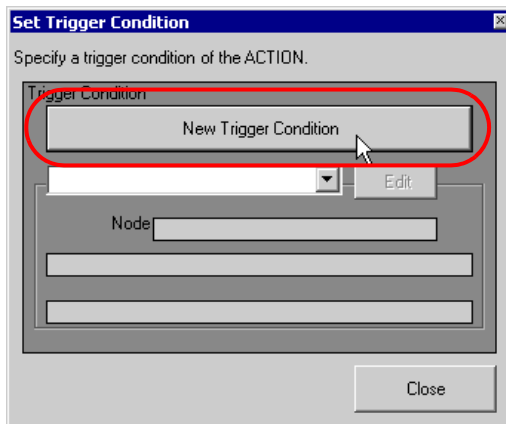 Set Trigger Condition
Specify a trigger condition of the ACTION.
Trigger Condition
New Trigger Condition
Edit
Node
Close